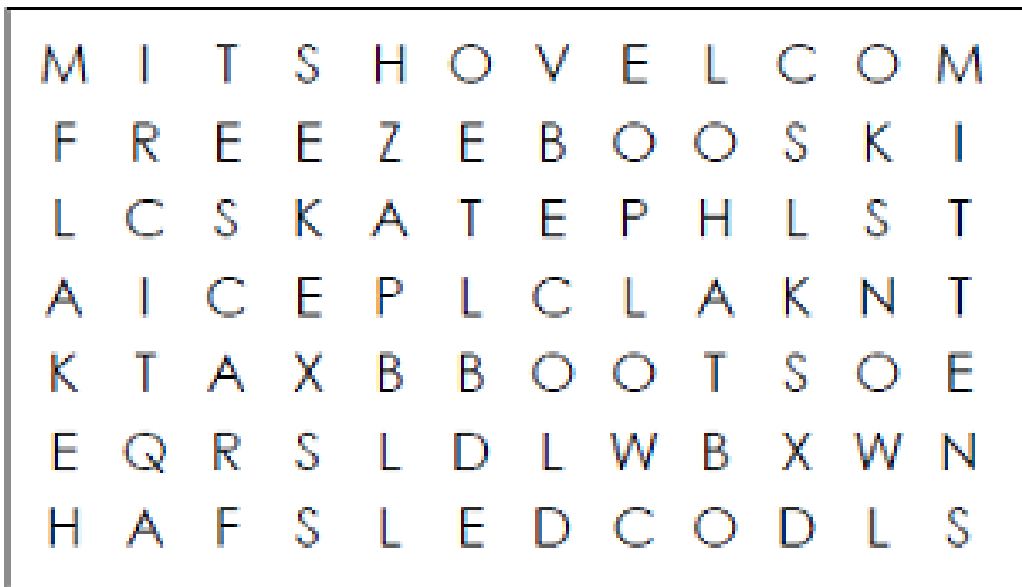 M I T S H O V E L C O M
F R E E Z E B O O S K I
L C S K A T E P H L S T
A I C E P L C L A K N T
K T A X B B O O T S O E
E Q R S L D L W B X W N
H A F S L E D C O D L S